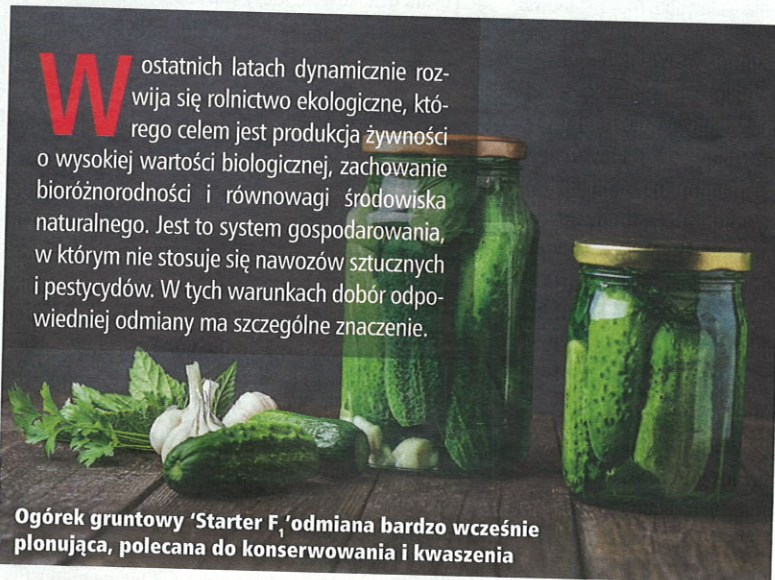 W ostatnich latach dynamicznie roz-
wija się rolnictwo ekologiczne, któ-
rego celem jest produkcja żywności
o wysokiej wartości biologicznej, zachowanie
bioróżnorodności i równowagi środowiska
naturalnego. Jest to system gospodarowania,
w którym nie stosuje się nawozów sztucznych
i pestycydów. W tych warunkach dobór odpo-
wiedniej odmiany ma szczególne znaczenie.
Ogórek gruntowy ‘Starter F₁’odmiana bardzo wcześnie
plonująca, polecana do konserwowania i kwaszenia